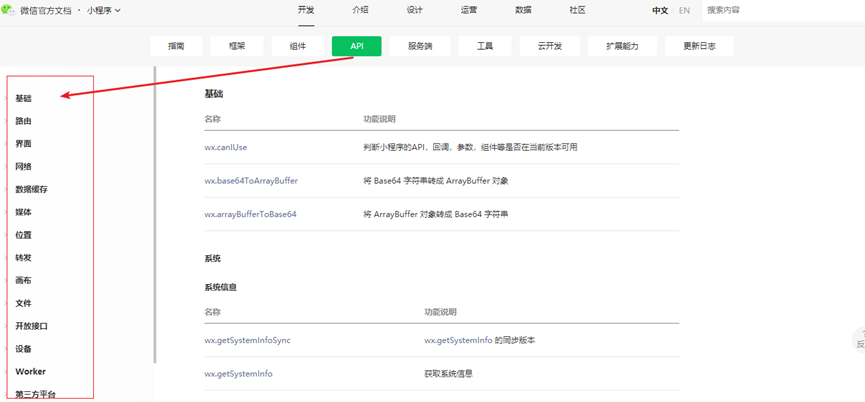 微信官方文档 · 小程序
开发 介绍 设计 运营 数据 社区
中文 EN
搜索内容
指南 框架 组件 API 服务端 工具 云开发 扩展能力 更新日志
基础
路由
界面
网络
数据缓存
媒体
位置
转发
画布
文件
开放接口
设备
Worker
第三方平台
基础
名称 功能说明
wx.canIUse 判断小程序的API，回调，参数，组件等是否在当前版本可用
wx.base64ToArrayBuffer 将 Base64 字符串转成 ArrayBuffer 对象
wx.arrayBufferToBase64 将 ArrayBuffer 对象转成 Base64 字符串
系统
系统信息
名称 功能说明
wx.getSystemInfoSync wx.getSystemInfo 的同步版本
wx.getSystemInfo 获取系统信息
反